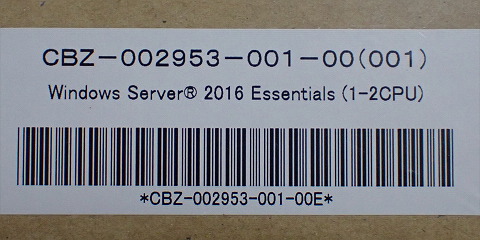 CBZ-002953-001-00(001)
Windows Server® 2016 Essentials (1-2CPU)
*CBZ-002953-001-00E*